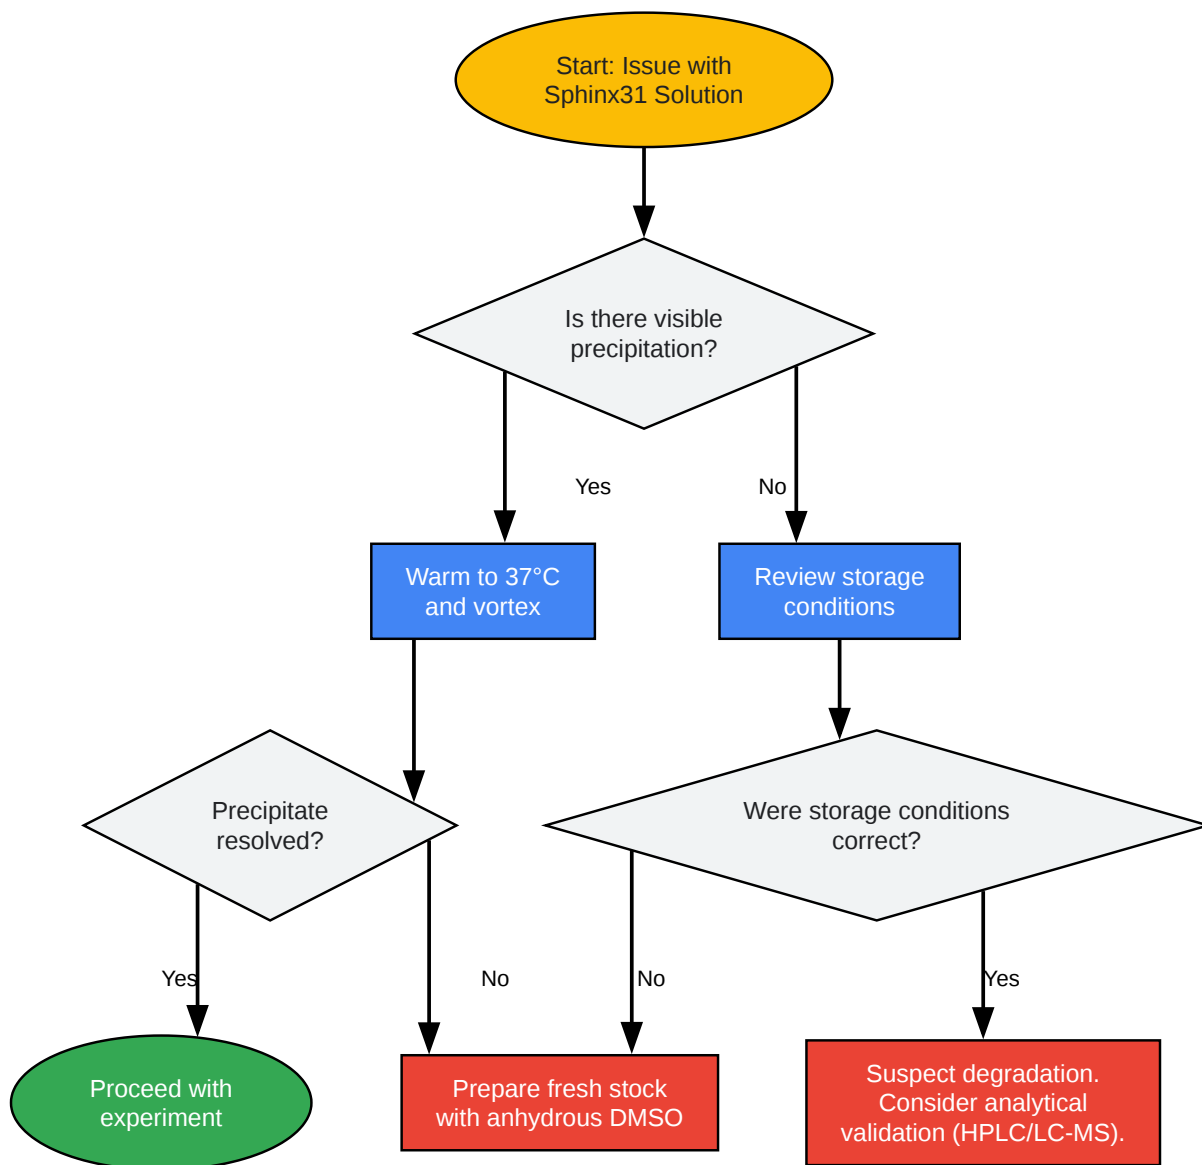 Start: Issue with
Sphinx31 Solution
Is there visible
precipitation?
Yes
No
Warm to 37°C
and vortex
Review storage
conditions
Precipitate
resolved?
Were storage conditions
correct?
Yes
No
No
Yes
Proceed with
experiment
Prepare fresh stock
with anhydrous DMSO
Suspect degradation.
Consider analytical
validation (HPLC/LC-MS).